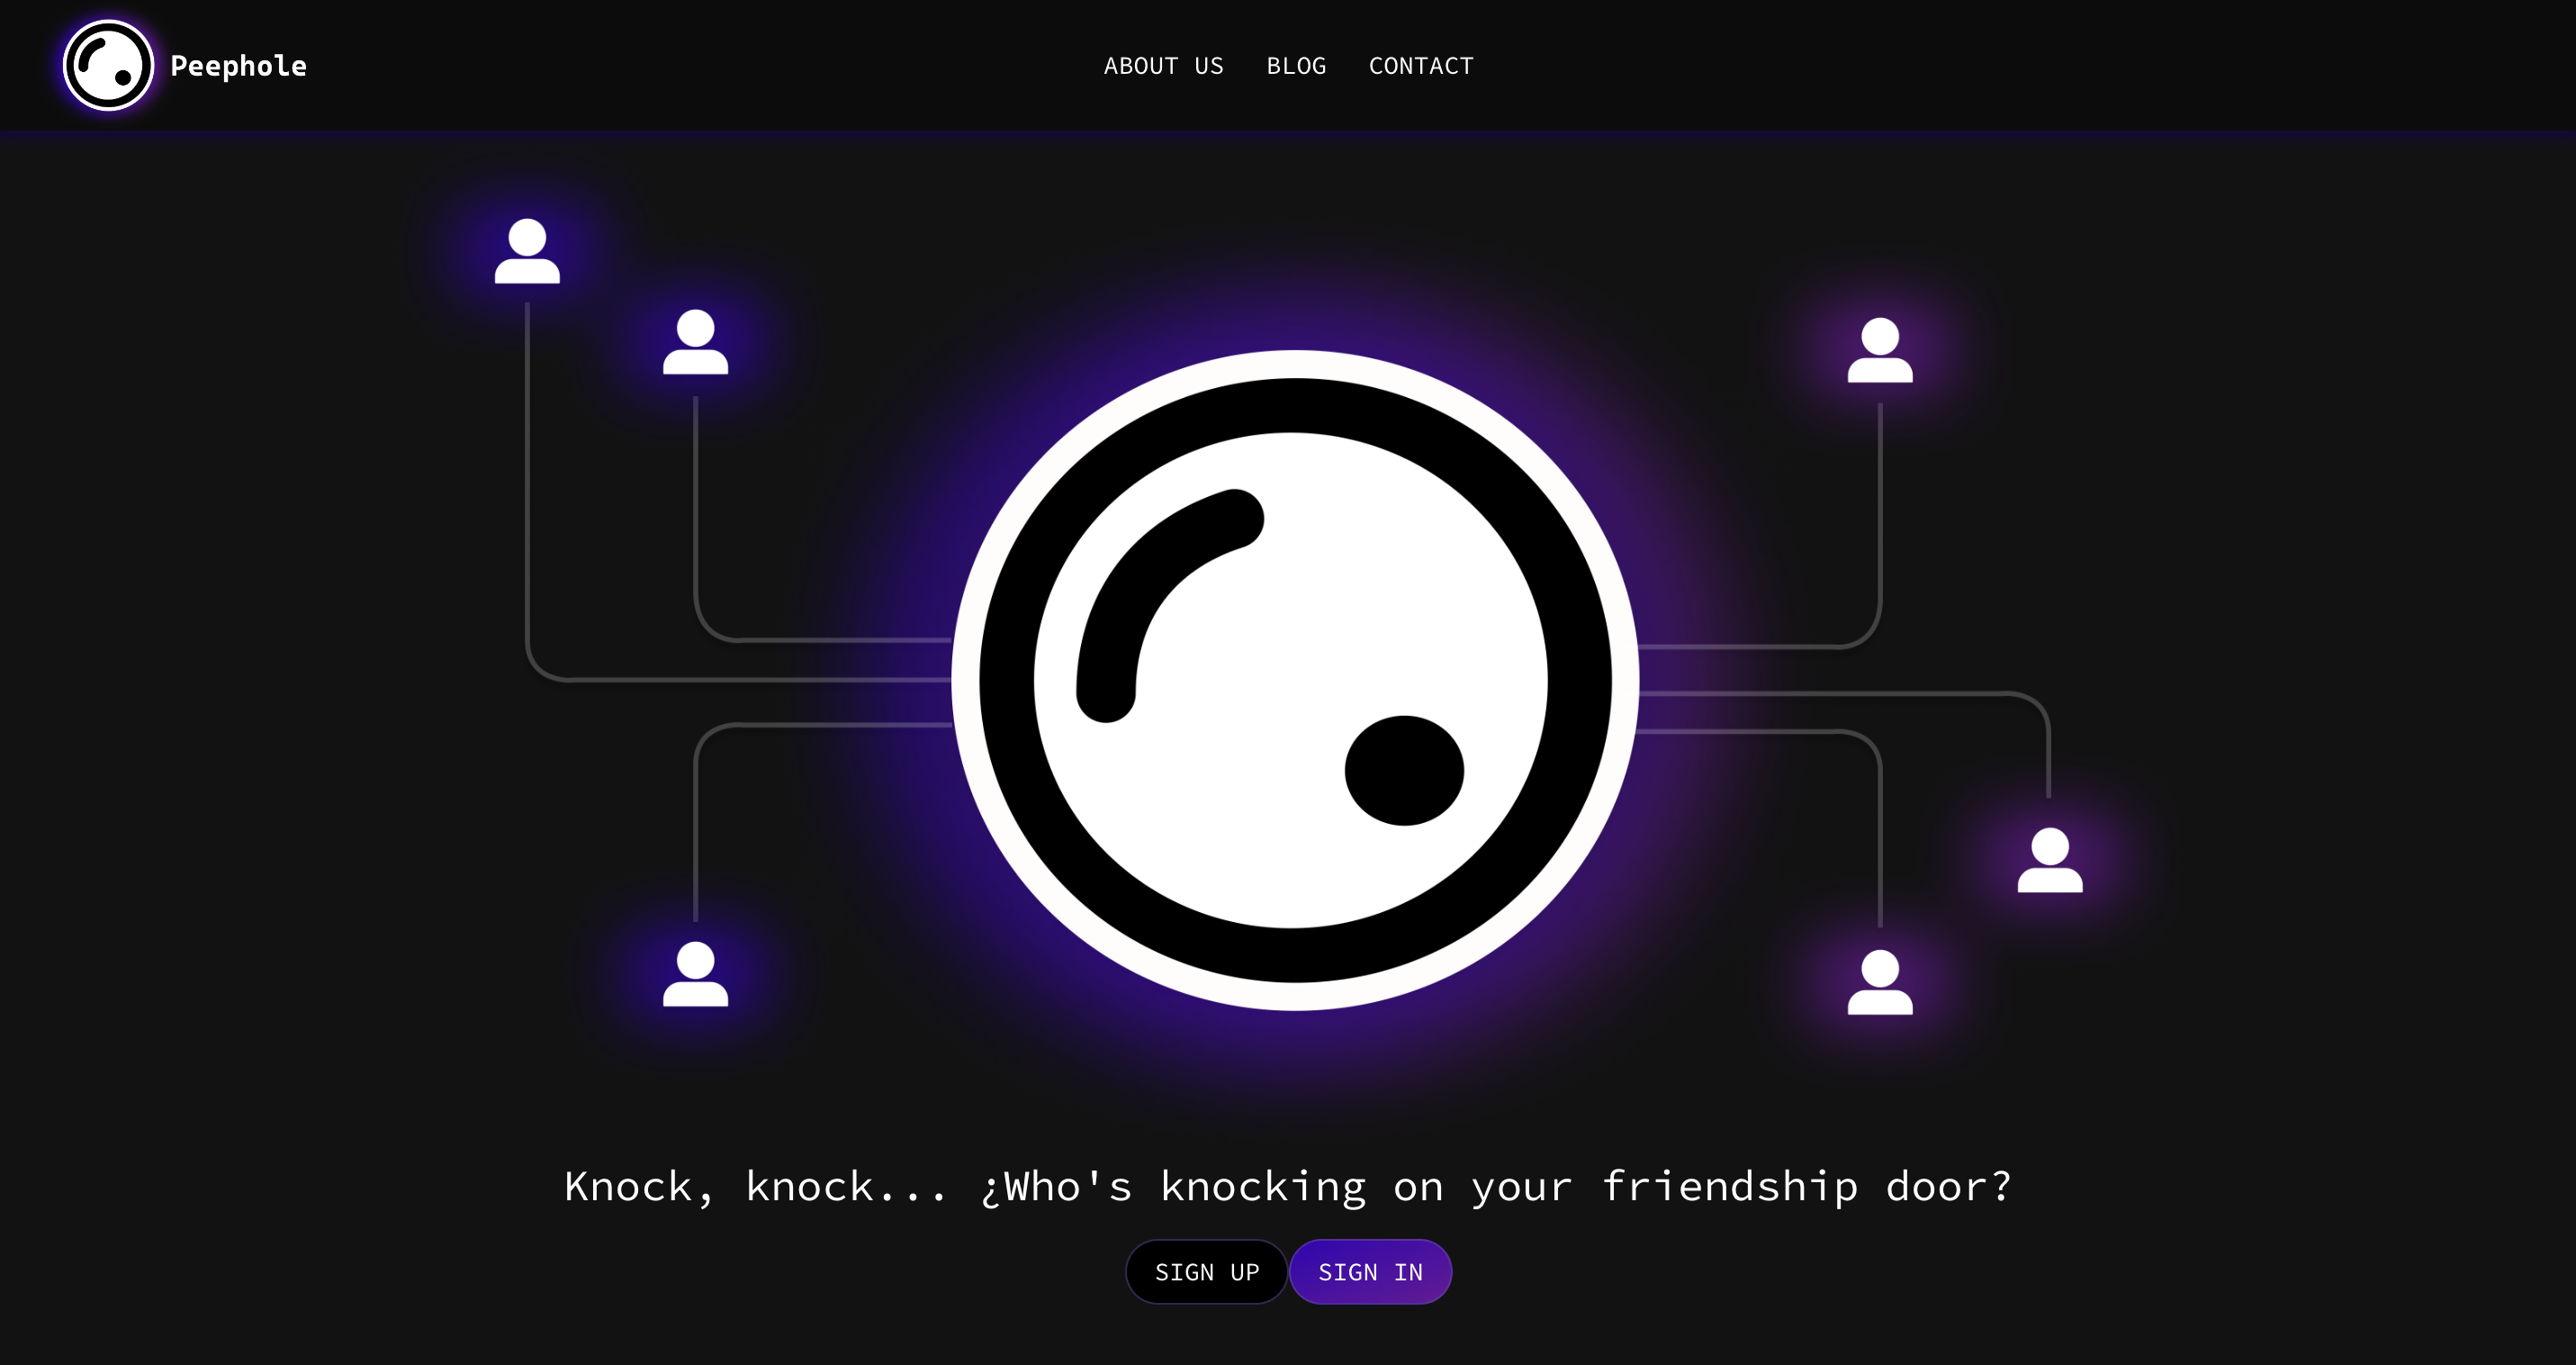 Peephole
ABOUT US BLOG CONTACT
Knock, knock... ¿Who's knocking on your friendship door?
SIGN UP SIGN IN